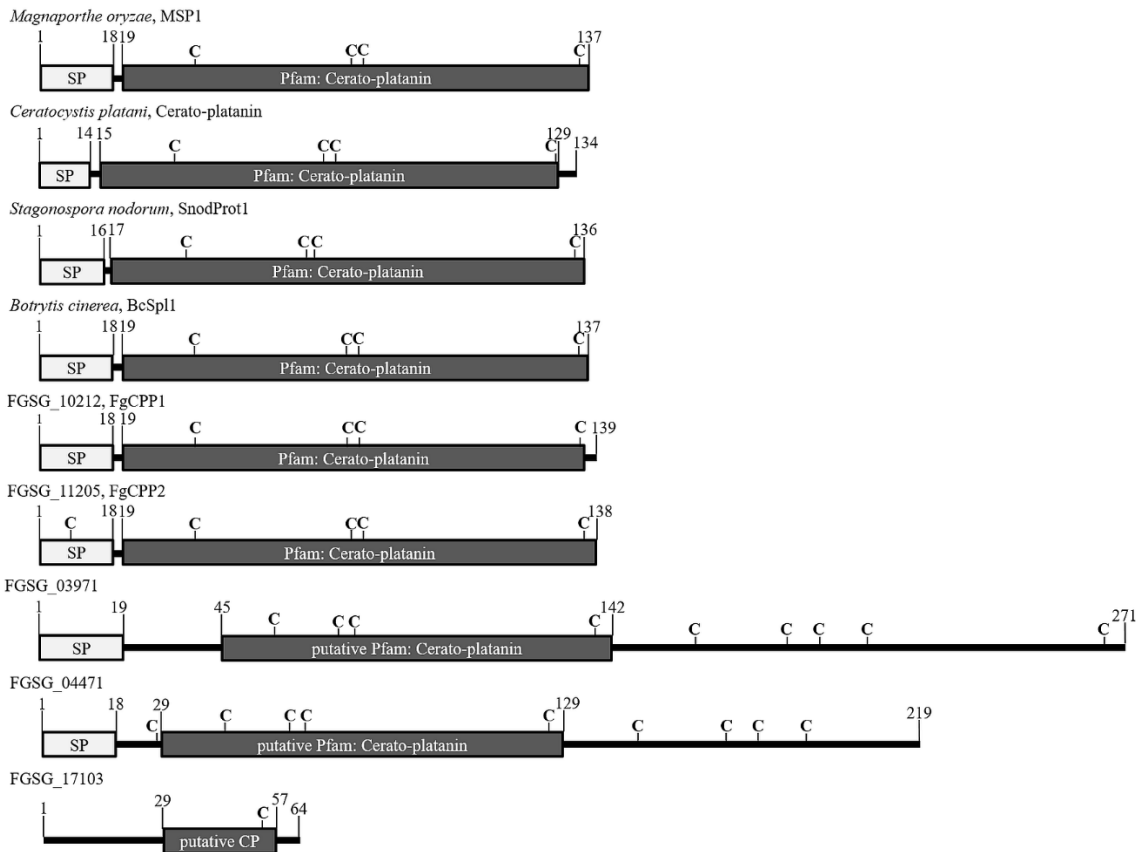 Magnaporthe oryzae, MSP1
1 18 19 137
C CC C
SP Pfam: Cerato-platanin
Ceratocystis platani, Cerato-platanin
1 14 15 129 134
C CC C
SP Pfam: Cerato-platanin
Stagonospora nodorum, SnodProt1
1 16 17 136
C CC C
SP Pfam: Cerato-platanin
Botrytis cinerea, BcSpl1
1 18 19 137
C CC C
SP Pfam: Cerato-platanin
FGSG_10212, FgCPP1
1 18 19 139
C CC C
SP Pfam: Cerato-platanin
FGSG_11205, FgCPP2
1 18 19 138
C C CC C
SP Pfam: Cerato-platanin
FGSG_03971
1 19 45 142 271
C C C C C C C C C
SP putative Pfam: Cerato-platanin
FGSG_04471
1 18 29 129 219
C C C C C C C C C
SP putative Pfam: Cerato-platanin
FGSG_17103
1 29 57 64
C
putative CP